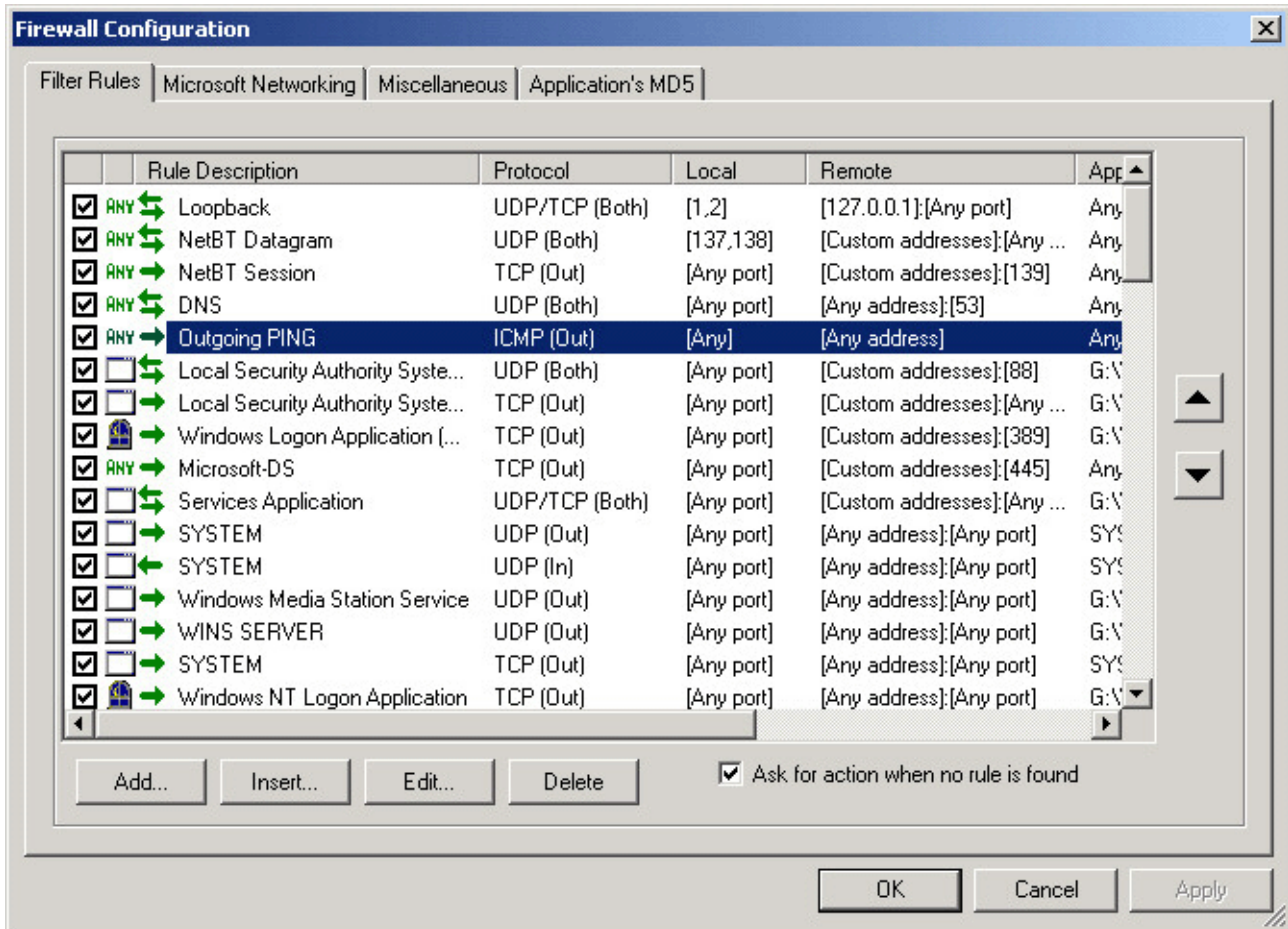 Firewall Configuration
Filter Rules Microsoft Networking Miscellaneous Application's MD5
Rule Description Protocol Local Remote App
ANY Loopback UDP/TCP (Both) [1,2] [127.0.0.1]:[Any port] Any
ANY NetBT Datagram UDP (Both) [137,138] [Custom addresses]:[Any ... Any
ANY NetBT Session TCP (Out) [Any port] [Custom addresses]:[139] Any
ANY DNS UDP (Both) [Any port] [Any address]:[53] Any
ANY Outgoing PING ICMP (Out) [Any] [Any address] Any
Local Security Authority Syste... UDP (Both) [Any port] [Custom addresses]:[88] G:\
Local Security Authority Syste... TCP (Out) [Any port] [Custom addresses]:[Any ... G:\
Windows Logon Application (... TCP (Out) [Any port] [Custom addresses]:[389] G:\
ANY Microsoft-DS TCP (Out) [Any port] [Custom addresses]:[445] Any
Services Application UDP/TCP (Both) [Any port] [Custom addresses]:[Any ... G:\
SYSTEM UDP (Out) [Any port] [Any address]:[Any port] SYS
SYSTEM UDP (In) [Any port] [Any address]:[Any port] SYS
Windows Media Station Service UDP (Out) [Any port] [Any address]:[Any port] G:\
WINS SERVER UDP (Out) [Any port] [Any address]:[Any port] G:\
SYSTEM TCP (Out) [Any port] [Any address]:[Any port] SYS
Windows NT Logon Application TCP (Out) [Any port] [Any address]:[Any port] G:\
Add... Insert... Edit... Delete Ask for action when no rule is found
OK Cancel Apply